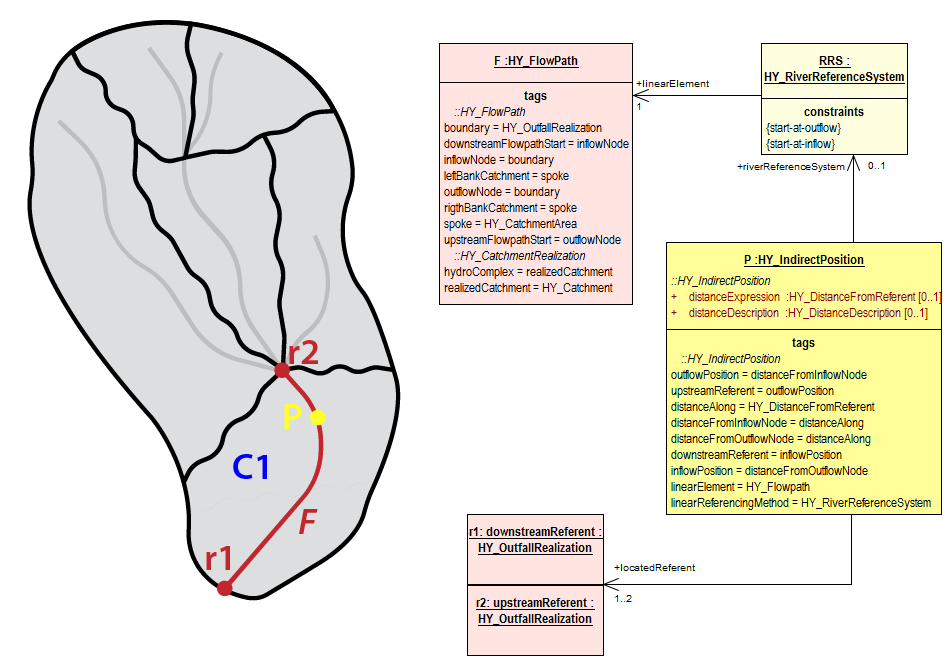 r2
P
C1
F
r1
F :HY_FlowPath
tags
::HY_FlowPath
boundary = HY_OutfallRealization
downstreamFlowpathStart = inflowNode
inflowNode = boundary
leftBankCatchment = spoke
outflowNode = boundary
rigthBankCatchment = spoke
spoke = HY_CatchmentArea
upstreamFlowpathStart = outflowNode
::HY_CatchmentRealization
hydroComplex = realizedCatchment
realizedCatchment = HY_Catchment
+linearElement
1
RRS :
HY_RiverReferenceSystem
constraints
{start-at-outflow}
{start-at-inflow}
+riverReferenceSystem
0..1
P :HY_IndirectPosition
::HY_IndirectPosition
+ distanceExpression :HY_DistanceFromReferent [0..1]
+ distanceDescription :HY_DistanceDescription [0..1]
tags
::HY_IndirectPosition
outflowPosition = distanceFromInflowNode
upstreamReferent = outflowPosition
distanceAlong = HY_DistanceFromReferent
distanceFromInflowNode = distanceAlong
distanceFromOutflowNode = distanceAlong
downstreamReferent = inflowPosition
inflowPosition = distanceFromOutflowNode
linearElement = HY_Flowpath
linearReferencingMethod = HY_RiverReferenceSystem
r1: downstreamReferent :
HY_OutfallRealization
r2: upstreamReferent :
HY_OutfallRealization
+locatedReferent
1..2